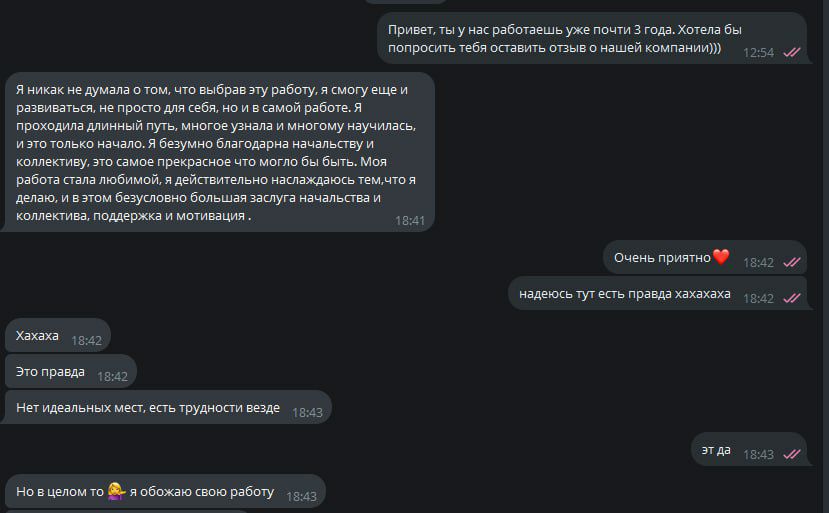 Привет, ты у нас работаешь уже почти 3 года. Хотела бы
попросить тебя оставить отзыв о нашей компании)))
12:54
Я никак не думала о том, что выбрав эту работу, я смогу еще и
развиваться, не просто для себя, но и в самой работе. Я
проходила длинный путь, многое узнала и многому научилась,
и это только начало. Я безумно благодарна начальству и
коллективу, это самое прекрасное что могло бы быть. Моя
работа стала любимой, я действительно наслаждаюсь тем,что я
делаю, и в этом безусловно большая заслуга начальства и
коллектива, поддержка и мотивация .
18:41
Очень приятно❤️ 18:42
надеюсь тут есть правда хахахаха 18:42
Хахаха 18:42
Это правда 18:42
Нет идеальных мест, есть трудности везде 18:43
эт да 18:43
Но в целом то 💁‍♀️ я обожаю свою работу 18:43